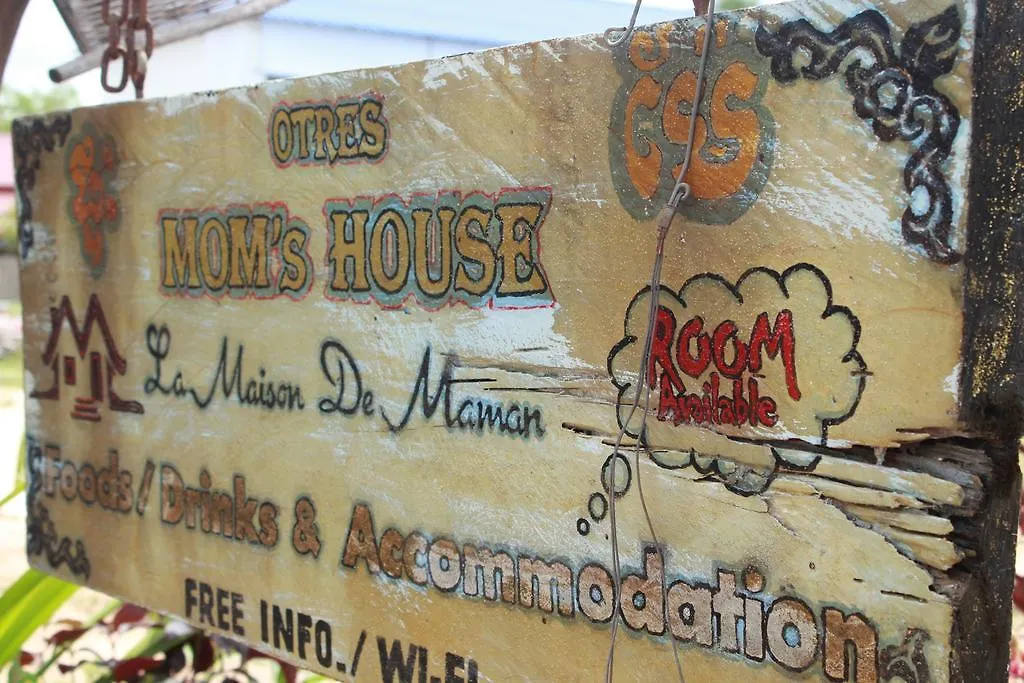 OTRES
MOM'S HOUSE
La Maison De Maman
ROOM
Available
Foods/Drinks & Accommodation
FREE INFO./WI-FI